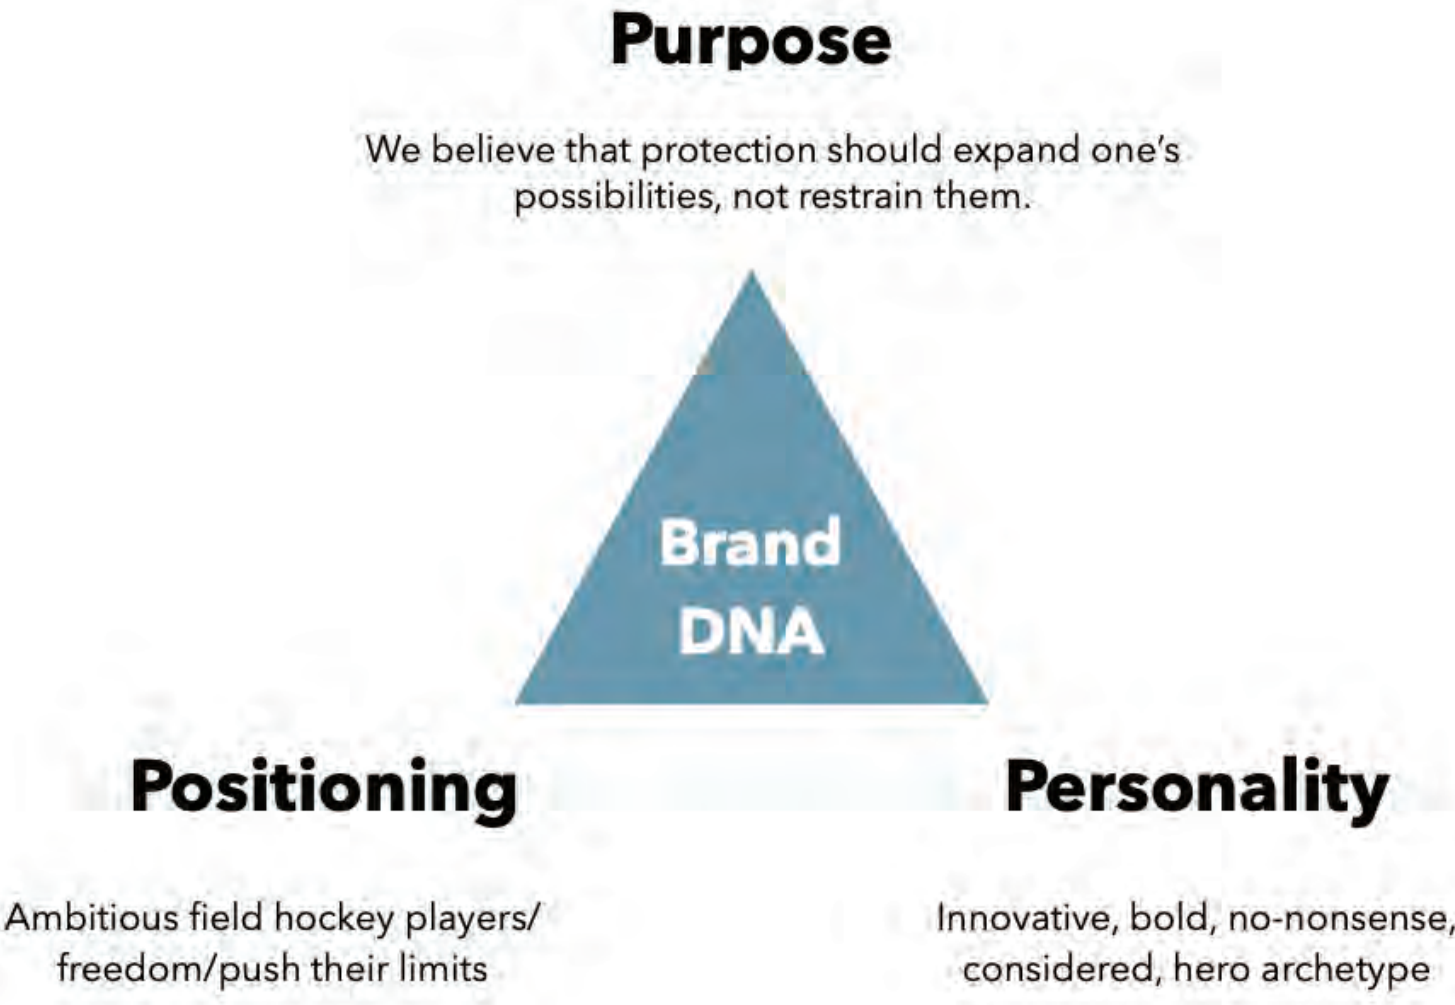 Purpose
We believe that protection should expand one’s
possibilities, not restrain them.
Brand
DNA
Positioning
Ambitious field hockey players/
freedom/push their limits
Personality
Innovative, bold, no-nonsense,
considered, hero archetype